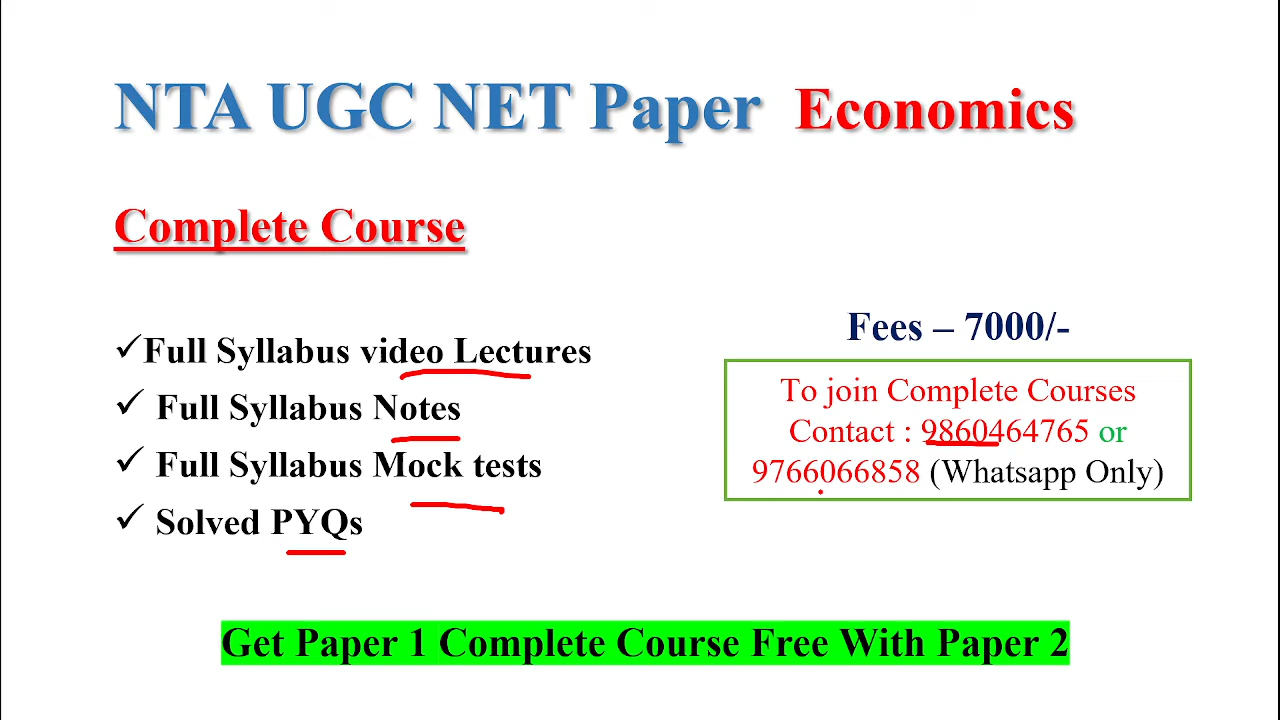 NTA UGC NET Paper Economics
Complete Course
✓Full Syllabus video Lectures
✓ Full Syllabus Notes
✓ Full Syllabus Mock tests
✓ Solved PYQs
Fees – 7000/-
To join Complete Courses
Contact : 9860464765 or
9766066858 (Whatsapp Only)
Get Paper 1 Complete Course Free With Paper 2